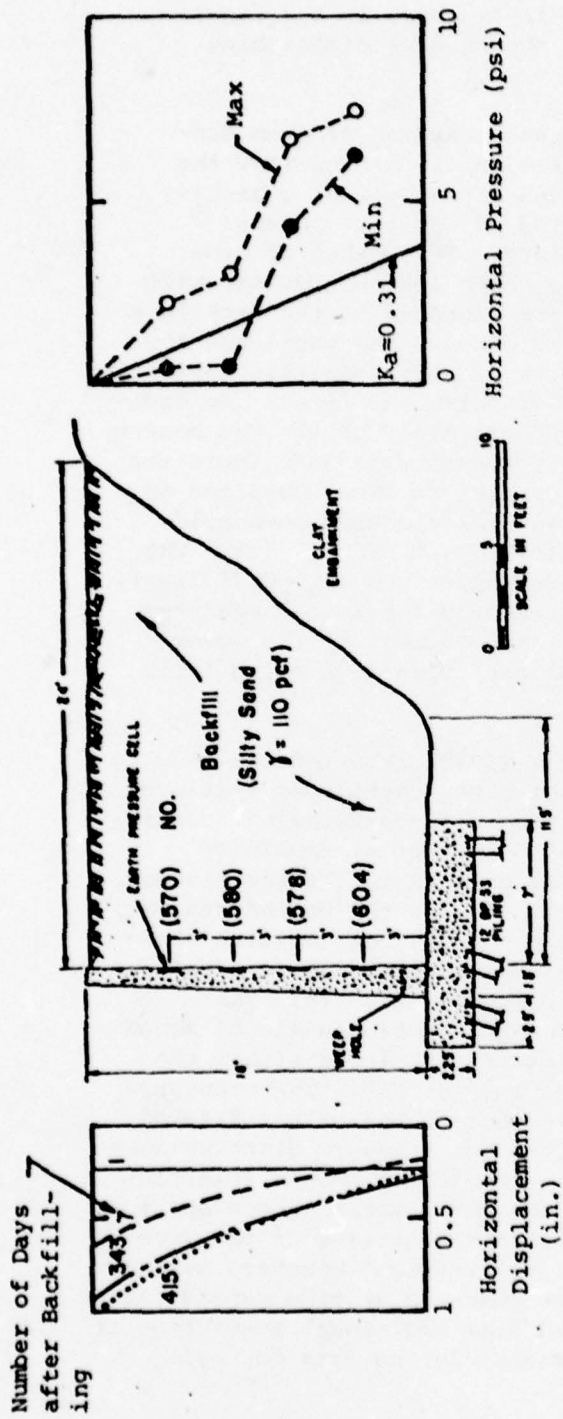 Number of Days
after Backfill-
ing
1
7
343
415
1
0.5
0
Horizontal
Displacement
(in.)
24'
EARTH PRESSURE CELL
NO.
(570)
(580)
(578)
(604)
3'
3'
3'
3'
Backfill
(Silty Sand
γ = 110 pcf)
CLAY
EMBANKMENT
WEEP
HOLE
16'
2.25'
2.5'
1.5'
7'
11.5'
12 BP 53
PILING
0
5
10
SCALE IN FEET
Max
Min
Ka=0.31
0
5
10
Horizontal Pressure (psi)